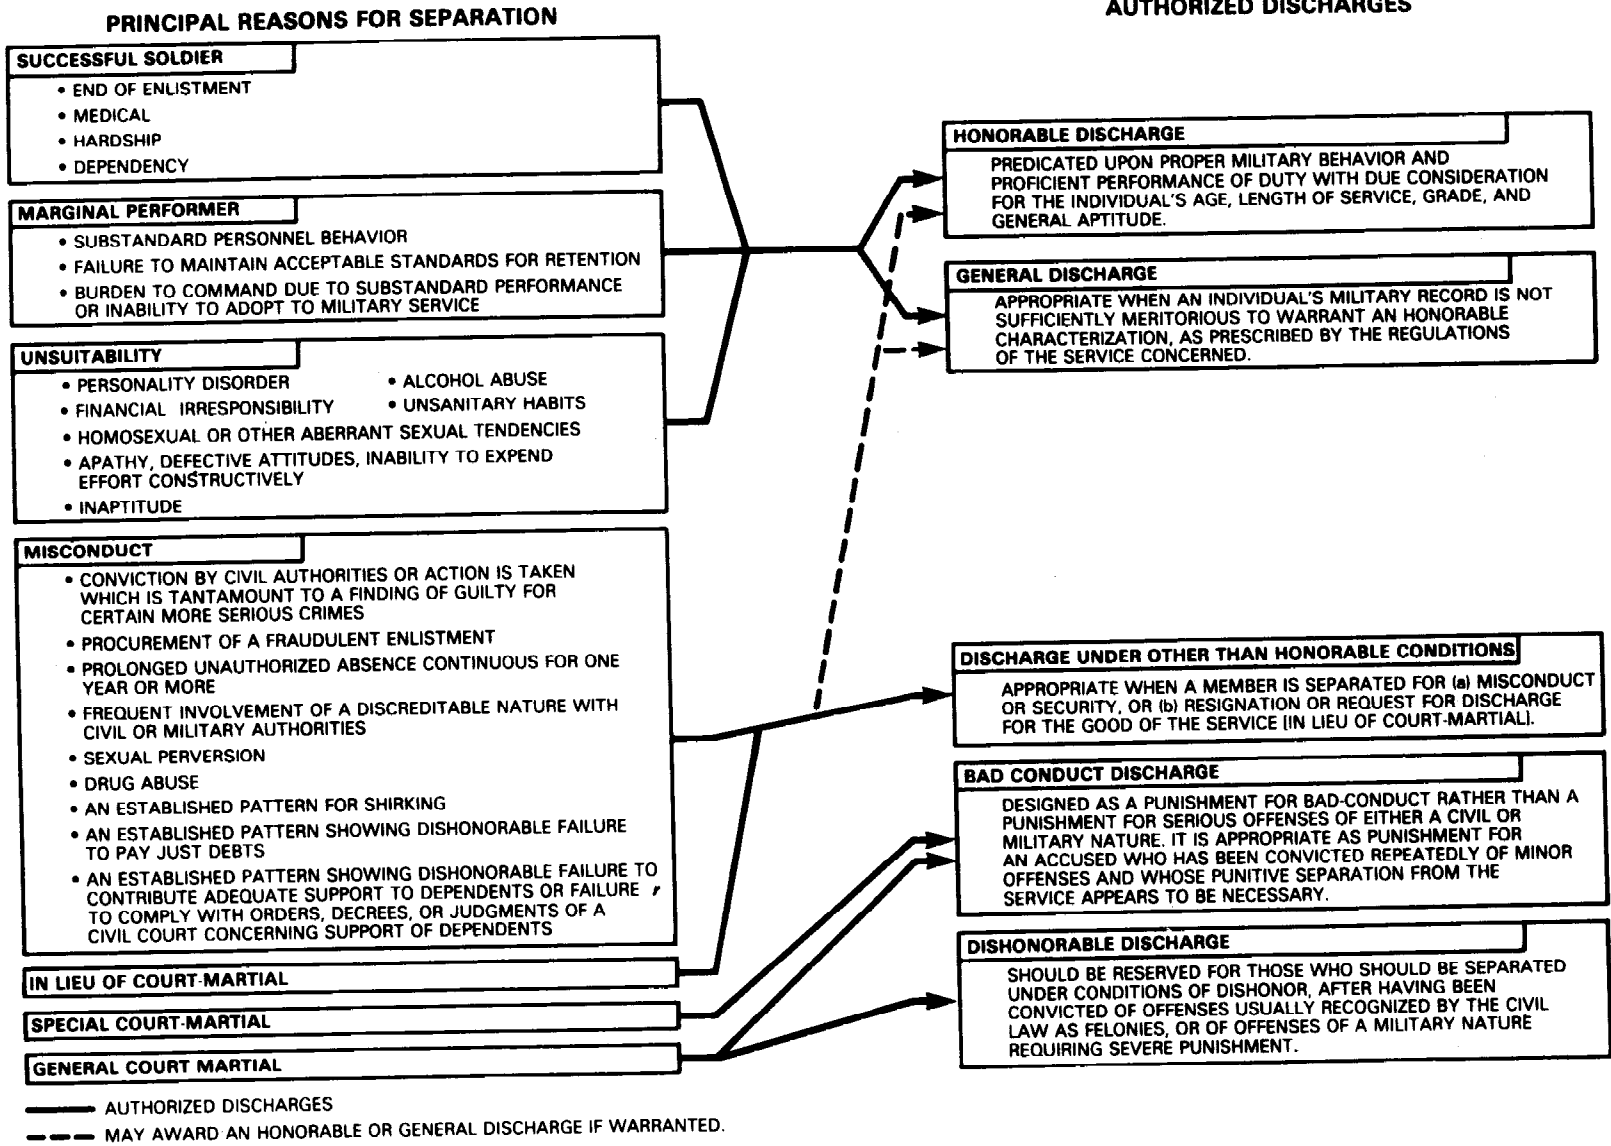 PRINCIPAL REASONS FOR SEPARATION
AUTHORIZED DISCHARGES
SUCCESSFUL SOLDIER
• END OF ENLISTMENT
• MEDICAL
• HARDSHIP
• DEPENDENCY
MARGINAL PERFORMER
• SUBSTANDARD PERSONNEL BEHAVIOR
• FAILURE TO MAINTAIN ACCEPTABLE STANDARDS FOR RETENTION
• BURDEN TO COMMAND DUE TO SUBSTANDARD PERFORMANCE
OR INABILITY TO ADOPT TO MILITARY SERVICE
UNSUITABILITY
• PERSONALITY DISORDER
• ALCOHOL ABUSE
• FINANCIAL IRRESPONSIBILITY
• UNSANITARY HABITS
• HOMOSEXUAL OR OTHER ABERRANT SEXUAL TENDENCIES
• APATHY, DEFECTIVE ATTITUDES, INABILITY TO EXPEND
EFFORT CONSTRUCTIVELY
• INAPTITUDE
MISCONDUCT
• CONVICTION BY CIVIL AUTHORITIES OR ACTION IS TAKEN
WHICH IS TANTAMOUNT TO A FINDING OF GUILTY FOR
CERTAIN MORE SERIOUS CRIMES
• PROCUREMENT OF A FRAUDULENT ENLISTMENT
• PROLONGED UNAUTHORIZED ABSENCE CONTINUOUS FOR ONE
YEAR OR MORE
• FREQUENT INVOLVEMENT OF A DISCREDITABLE NATURE WITH
CIVIL OR MILITARY AUTHORITIES
• SEXUAL PERVERSION
• DRUG ABUSE
• AN ESTABLISHED PATTERN FOR SHIRKING
• AN ESTABLISHED PATTERN SHOWING DISHONORABLE FAILURE
TO PAY JUST DEBTS
• AN ESTABLISHED PATTERN SHOWING DISHONORABLE FAILURE TO
CONTRIBUTE ADEQUATE SUPPORT TO DEPENDENTS OR FAILURE
TO COMPLY WITH ORDERS, DECREES, OR JUDGMENTS OF A
CIVIL COURT CONCERNING SUPPORT OF DEPENDENTS
IN LIEU OF COURT-MARTIAL
SPECIAL COURT-MARTIAL
GENERAL COURT MARTIAL
HONORABLE DISCHARGE
PREDICATED UPON PROPER MILITARY BEHAVIOR AND
PROFICIENT PERFORMANCE OF DUTY WITH DUE CONSIDERATION
FOR THE INDIVIDUAL'S AGE, LENGTH OF SERVICE, GRADE, AND
GENERAL APTITUDE.
GENERAL DISCHARGE
APPROPRIATE WHEN AN INDIVIDUAL'S MILITARY RECORD IS NOT
SUFFICIENTLY MERITORIOUS TO WARRANT AN HONORABLE
CHARACTERIZATION, AS PRESCRIBED BY THE REGULATIONS
OF THE SERVICE CONCERNED.
DISCHARGE UNDER OTHER THAN HONORABLE CONDITIONS
APPROPRIATE WHEN A MEMBER IS SEPARATED FOR (a) MISCONDUCT
OR SECURITY, OR (b) RESIGNATION OR REQUEST FOR DISCHARGE
FOR THE GOOD OF THE SERVICE (IN LIEU OF COURT-MARTIAL).
BAD CONDUCT DISCHARGE
DESIGNED AS A PUNISHMENT FOR BAD-CONDUCT RATHER THAN A
PUNISHMENT FOR SERIOUS OFFENSES OF EITHER A CIVIL OR
MILITARY NATURE. IT IS APPROPRIATE AS PUNISHMENT FOR
AN ACCUSED WHO HAS BEEN CONVICTED REPEATEDLY OF MINOR
OFFENSES AND WHOSE PUNITIVE SEPARATION FROM THE
SERVICE APPEARS TO BE NECESSARY.
DISHONORABLE DISCHARGE
SHOULD BE RESERVED FOR THOSE WHO SHOULD BE SEPARATED
UNDER CONDITIONS OF DISHONOR, AFTER HAVING BEEN
CONVICTED OF OFFENSES USUALLY RECOGNIZED BY THE CIVIL
LAW AS FELONIES, OR OF OFFENSES OF A MILITARY NATURE
REQUIRING SEVERE PUNISHMENT.
AUTHORIZED DISCHARGES
MAY AWARD AN HONORABLE OR GENERAL DISCHARGE IF WARRANTED.